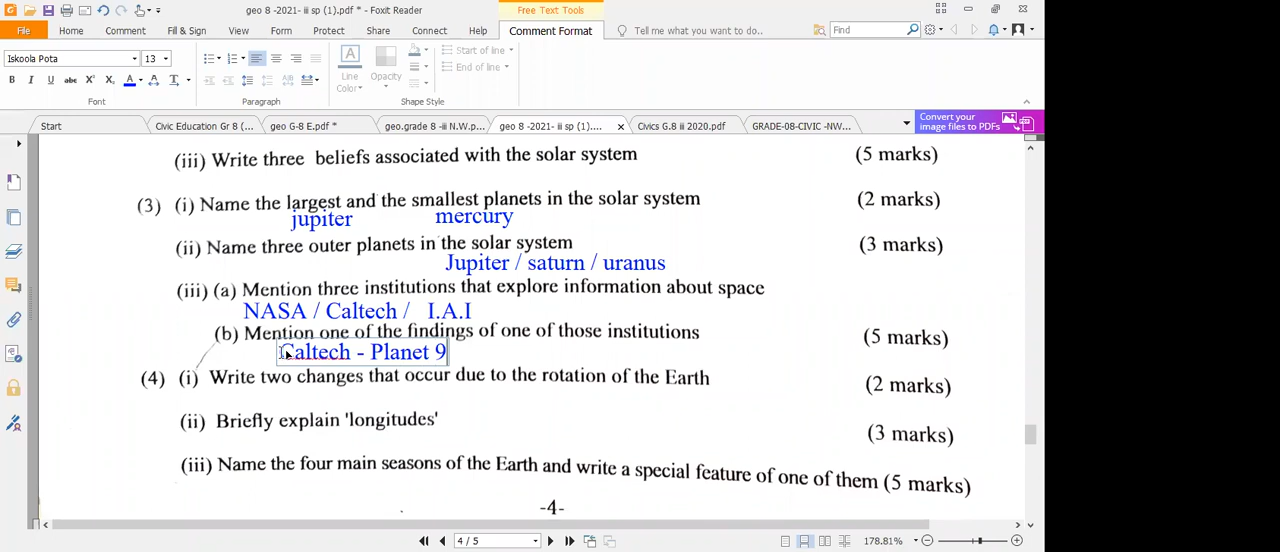 geo 8 -2021- ii sp (1).pdf * - Foxit Reader
Free Text Tools
File Home Comment Fill & Sign View Form Protect Share Connect Help Comment Format Tell me what you want to do.. Find
Iskoola Pota 13 Line Color Opacity Start of line
End of line
B I U abc X² X₂ A A T
Font Paragraph Shape Style
Start Civic Education Gr 8 (... geo G-8 E.pdf * geo.grade 8 -ii N.W.p... geo 8 -2021- ii sp (1).... Civics G.8 ii 2020.pdf GRADE-08-CIVIC -NW...
Convert your
image files to PDFs
(iii) Write three beliefs associated with the solar system (5 marks)
(3) (i) Name the largest and the smallest planets in the solar system (2 marks)
jupiter mercury
(ii) Name three outer planets in the solar system (3 marks)
Jupiter / saturn / uranus
(iii) (a) Mention three institutions that explore information about space
NASA / Caltech / I.A.I
(b) Mention one of the findings of one of those institutions (5 marks)
Caltech - Planet 9
(4) (i) Write two changes that occur due to the rotation of the Earth (2 marks)
(ii) Briefly explain 'longitudes' (3 marks)
(iii) Name the four main seasons of the Earth and write a special feature of one of them (5 marks)
-4-
4 / 5 178.81%